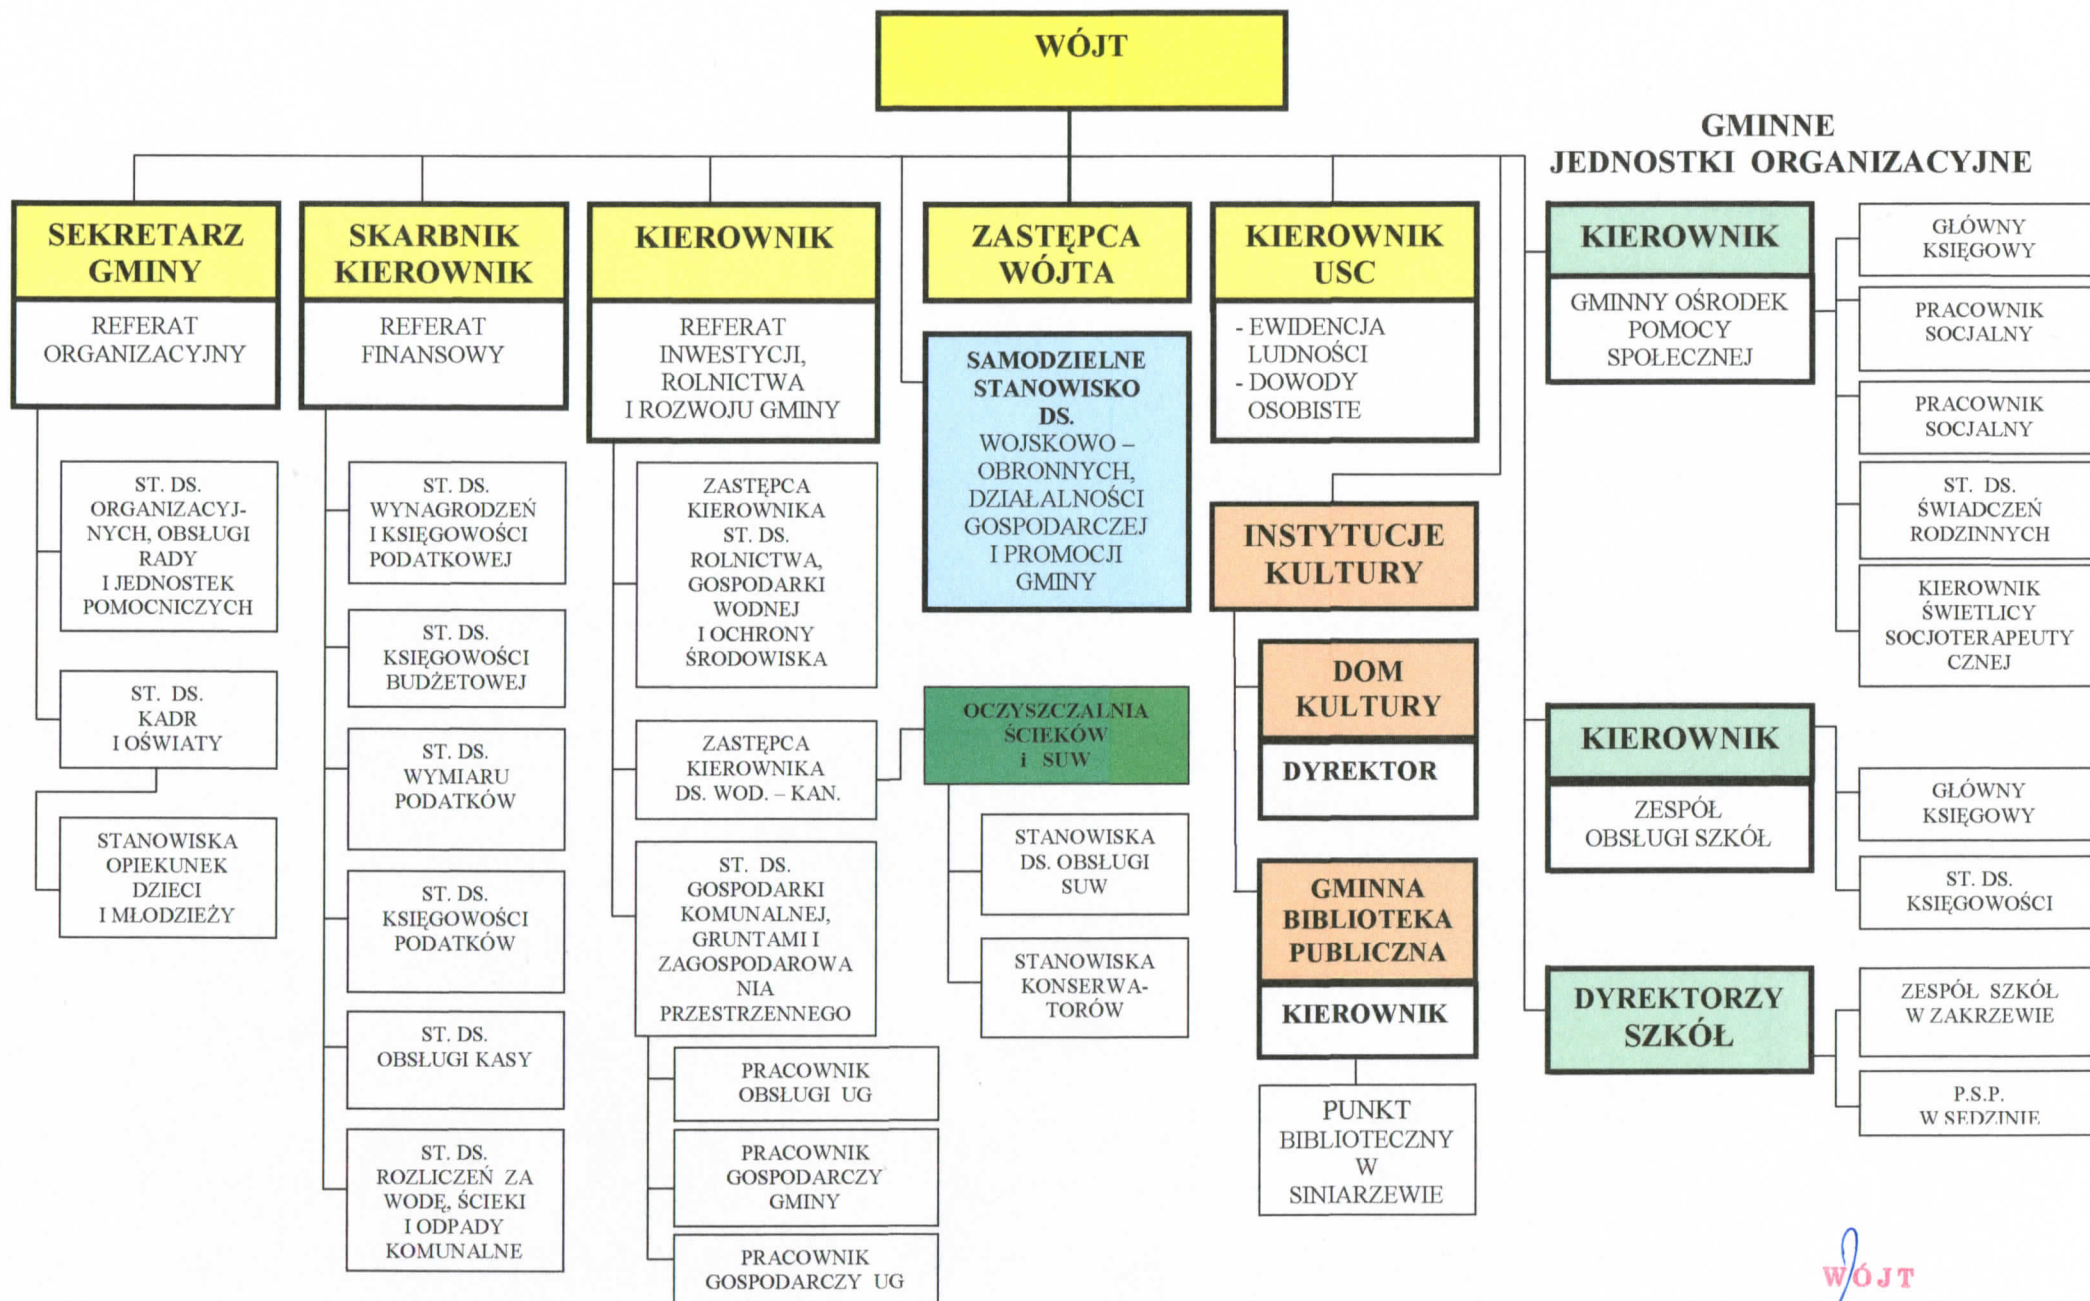 WÓJT
GMINNE
JEDNOSTKI ORGANIZACYJNE
SEKRETARZ
GMINY
REFERAT
ORGANIZACYJNY
ST. DS.
ORGANIZACYJ-
NYCH, OBSŁUGI
RADY
I JEDNOSTEK
POMOCNICZYCH
ST. DS.
KADR
I OŚWIATY
STANOWISKA
OPIEKUNEK
DZIECI
I MŁODZIEŻY
SKARBNIK
KIEROWNIK
REFERAT
FINANSOWY
ST. DS.
WYNAGRODZEŃ
I KSIĘGOWOŚCI
PODATKOWEJ
ST. DS.
KSIĘGOWOŚCI
BUDŻETOWEJ
ST. DS.
WYMIARU
PODATKÓW
ST. DS.
KSIĘGOWOŚCI
PODATKÓW
ST. DS.
OBSŁUGI KASY
ST. DS.
ROZLICZEŃ ZA
WODĘ, ŚCIEKI
I ODPADY
KOMUNALNE
KIEROWNIK
REFERAT
INWESTYCJI,
ROLNICTWA
I ROZWOJU GMINY
ZASTĘPCA
KIEROWNIKA
ST. DS.
ROLNICTWA,
GOSPODARKI
WODNEJ
I OCHRONY
ŚRODOWISKA
ZASTĘPCA
KIEROWNIKA
DS. WOD. – KAN.
ST. DS.
GOSPODARKI
KOMUNALNEJ,
GRUNTAMI I
ZAGOSPODAROWA
NIA
PRZESTRZENNEGO
PRACOWNIK
OBSŁUGI UG
PRACOWNIK
GOSPODARCZY
GMINY
PRACOWNIK
GOSPODARCZY UG
ZASTĘPCA
WÓJTA
SAMODZIELNE
STANOWISKO
DS.
WOJSKOWO –
OBRONNYCH,
DZIAŁALNOŚCI
GOSPODARCZEJ
I PROMOCJI
GMINY
OCZYSZCZALNIA
ŚCIEKÓW
i SUW
STANOWISKA
DS. OBSŁUGI
SUW
STANOWISKA
KONSERWA-
TORÓW
KIEROWNIK
USC
- EWIDENCJA
LUDNOŚCI
- DOWODY
OSOBISTE
INSTYTUCJE
KULTURY
DOM
KULTURY
DYREKTOR
GMINNA
BIBLIOTEKA
PUBLICZNA
KIEROWNIK
PUNKT
BIBLIOTECZNY
W
SINIARZEWIE
KIEROWNIK
GMINNY OŚRODEK
POMOCY
SPOŁECZNEJ
GŁÓWNY
KSIĘGOWY
PRACOWNIK
SOCJALNY
PRACOWNIK
SOCJALNY
ST. DS.
ŚWIADCZEŃ
RODZINNYCH
KIEROWNIK
ŚWIETLICY
SOCJOTERAPEUTY
CZNEJ
KIEROWNIK
ZESPÓŁ
OBSŁUGI SZKÓŁ
GŁÓWNY
KSIĘGOWY
ST. DS.
KSIĘGOWOŚCI
DYREKTORZY
SZKÓŁ
ZESPÓŁ SZKÓŁ
W ZAKRZEWIE
P.S.P.
W SĘDZINIE
WÓJT